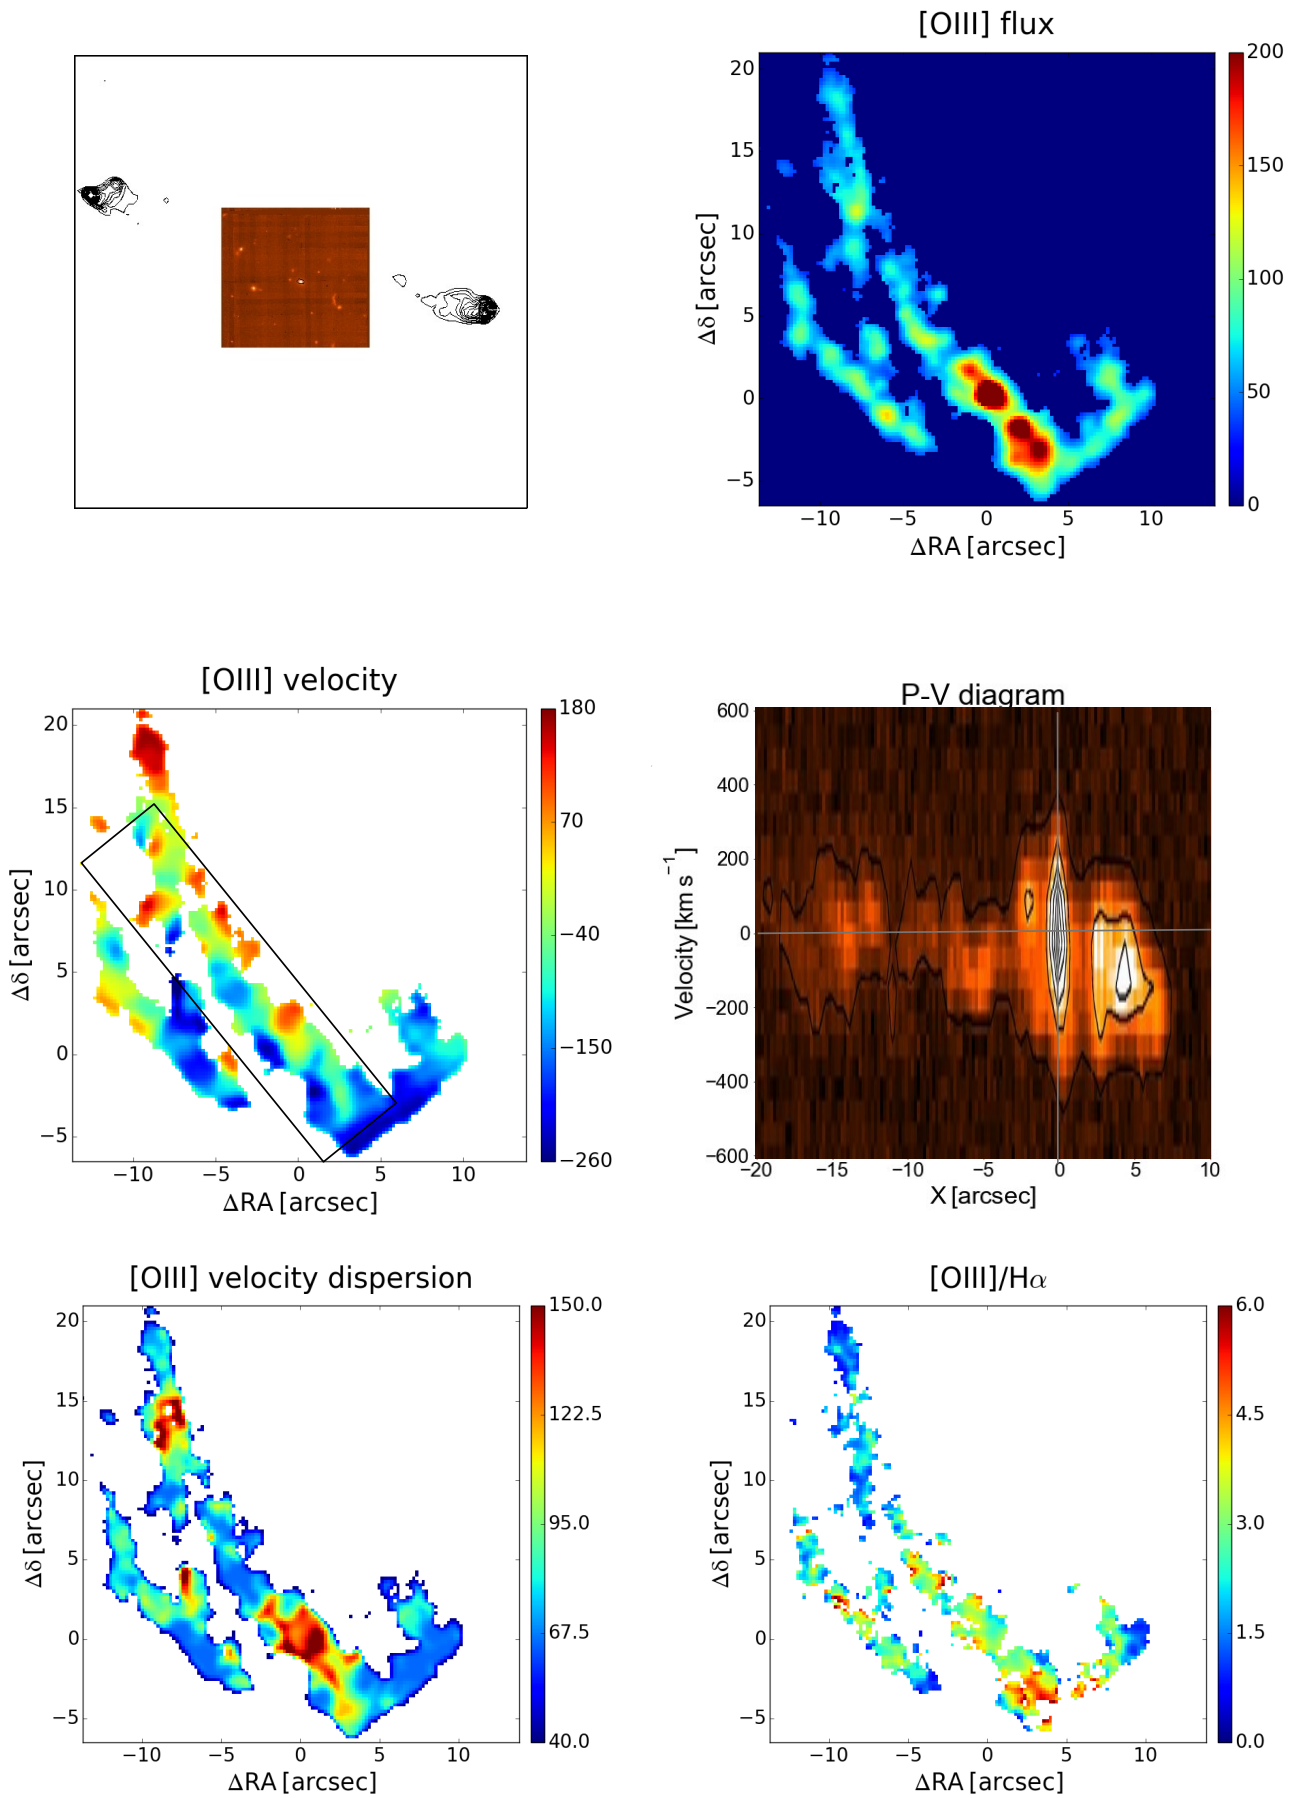 [OIII] flux
20
15
10
5
0
−5
−10 −5 0 5 10
Δδ [arcsec]
ΔRA [arcsec]
200
150
100
50
0
[OIII] velocity
20
15
10
5
0
−5
−10 −5 0 5 10
Δδ [arcsec]
ΔRA [arcsec]
180
70
−40
−150
−260
P-V diagram
600
400
200
0
−200
−400
−600
−20 −15 −10 −5 0 5 10
Velocity [km s−1]
X [arcsec]
[OIII] velocity dispersion
20
15
10
5
0
−5
−10 −5 0 5 10
Δδ [arcsec]
ΔRA [arcsec]
150.0
122.5
95.0
67.5
40.0
[OIII]/Hα
20
15
10
5
0
−5
−10 −5 0 5 10
Δδ [arcsec]
ΔRA [arcsec]
6.0
4.5
3.0
1.5
0.0